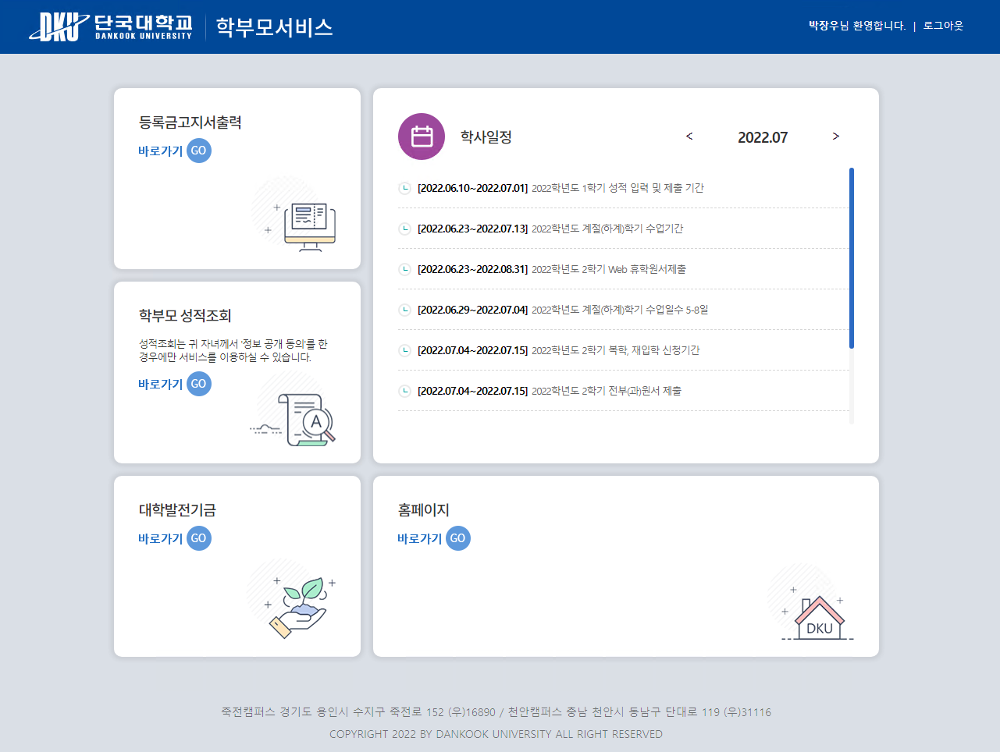 DKU 단국대학교 DANKOOK UNIVERSITY 학부모서비스
박장우님 환영합니다. | 로그아웃
등록금고지서출력
바로가기 GO
학사일정
< 2022.07 >
[2022.06.10~2022.07.01] 2022학년도 1학기 성적 입력 및 제출 기간
[2022.06.23~2022.07.13] 2022학년도 계절(하계)학기 수업기간
[2022.06.23~2022.08.31] 2022학년도 2학기 Web 휴학원서제출
[2022.06.29~2022.07.04] 2022학년도 계절(하계)학기 수업일수 5-8일
[2022.07.04~2022.07.15] 2022학년도 2학기 복학, 재입학 신청기간
[2022.07.04~2022.07.15] 2022학년도 2학기 전부(과)원서 제출
학부모 성적조회
성적조회는 귀 자녀께서 '정보 공개 동의'를 한
경우에만 서비스를 이용하실 수 있습니다.
바로가기 GO
A
대학발전기금
바로가기 GO
홈페이지
바로가기 GO
DKU
죽전캠퍼스 경기도 용인시 수지구 죽전로 152 (우)16890 / 천안캠퍼스 충남 천안시 동남구 단대로 119 (우)31116
COPYRIGHT 2022 BY DANKOOK UNIVERSITY ALL RIGHT RESERVED